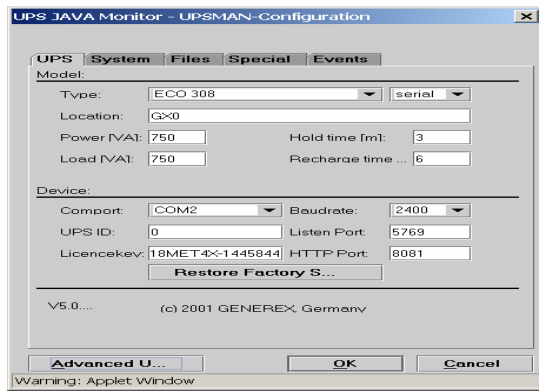 UPS JAVA Monitor - UPSMAN-Configuration
UPS System Files Special Events
Model:
Type: ECO 308 serial
Location: GX0
Power [VA]: 750 Hold time [m]: 3
Load [VA]: 750 Recharge time ... 6
Device:
Comport: COM2 Baudrate: 2400
UPS ID: 0 Listen Port: 5769
Licencekey: 18MET4X-1445844 HTTP Port: 8081
Restore Factory S...
V5.0.... (c) 2001 GENEREX, Germany
Advanced U... OK Cancel
Warning: Applet Window